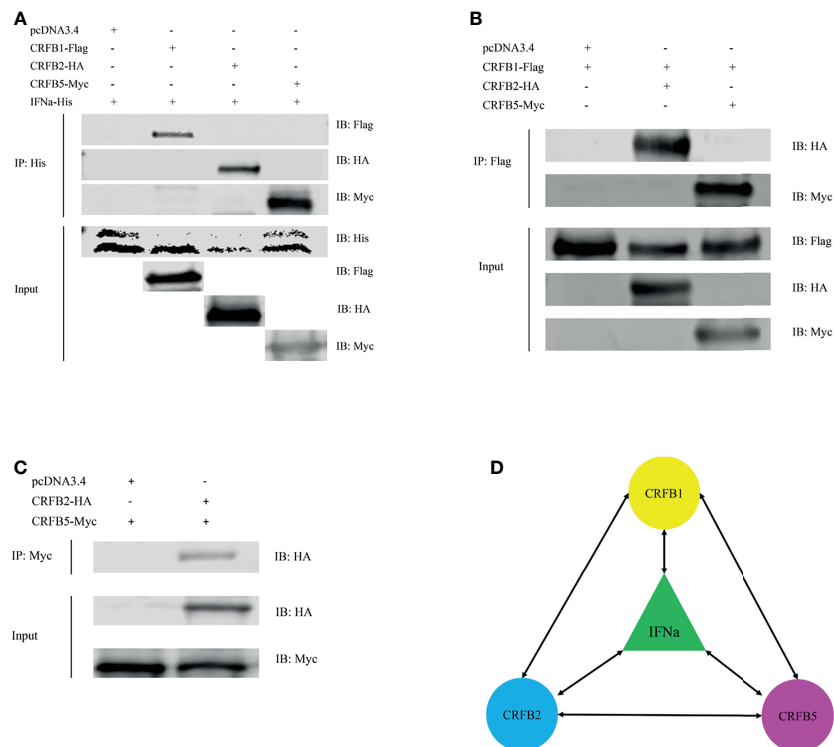 A
pcDNA3.4 + - - -
CRFB1-Flag - + - -
CRFB2-HA - - + -
CRFB5-Myc - - - +
IFNa-His + + + +
IP: His
IB: Flag
IB: HA
IB: Myc
Input
IB: His
IB: Flag
IB: HA
IB: Myc
B
pcDNA3.4 + - -
CRFB1-Flag + + +
CRFB2-HA - + -
CRFB5-Myc - - +
IP: Flag
IB: HA
IB: Myc
Input
IB: Flag
IB: HA
IB: Myc
C
pcDNA3.4 + -
CRFB2-HA - +
CRFB5-Myc + +
IP: Myc
IB: HA
Input
IB: HA
IB: Myc
D
CRFB1
IFNa
CRFB2
CRFB5